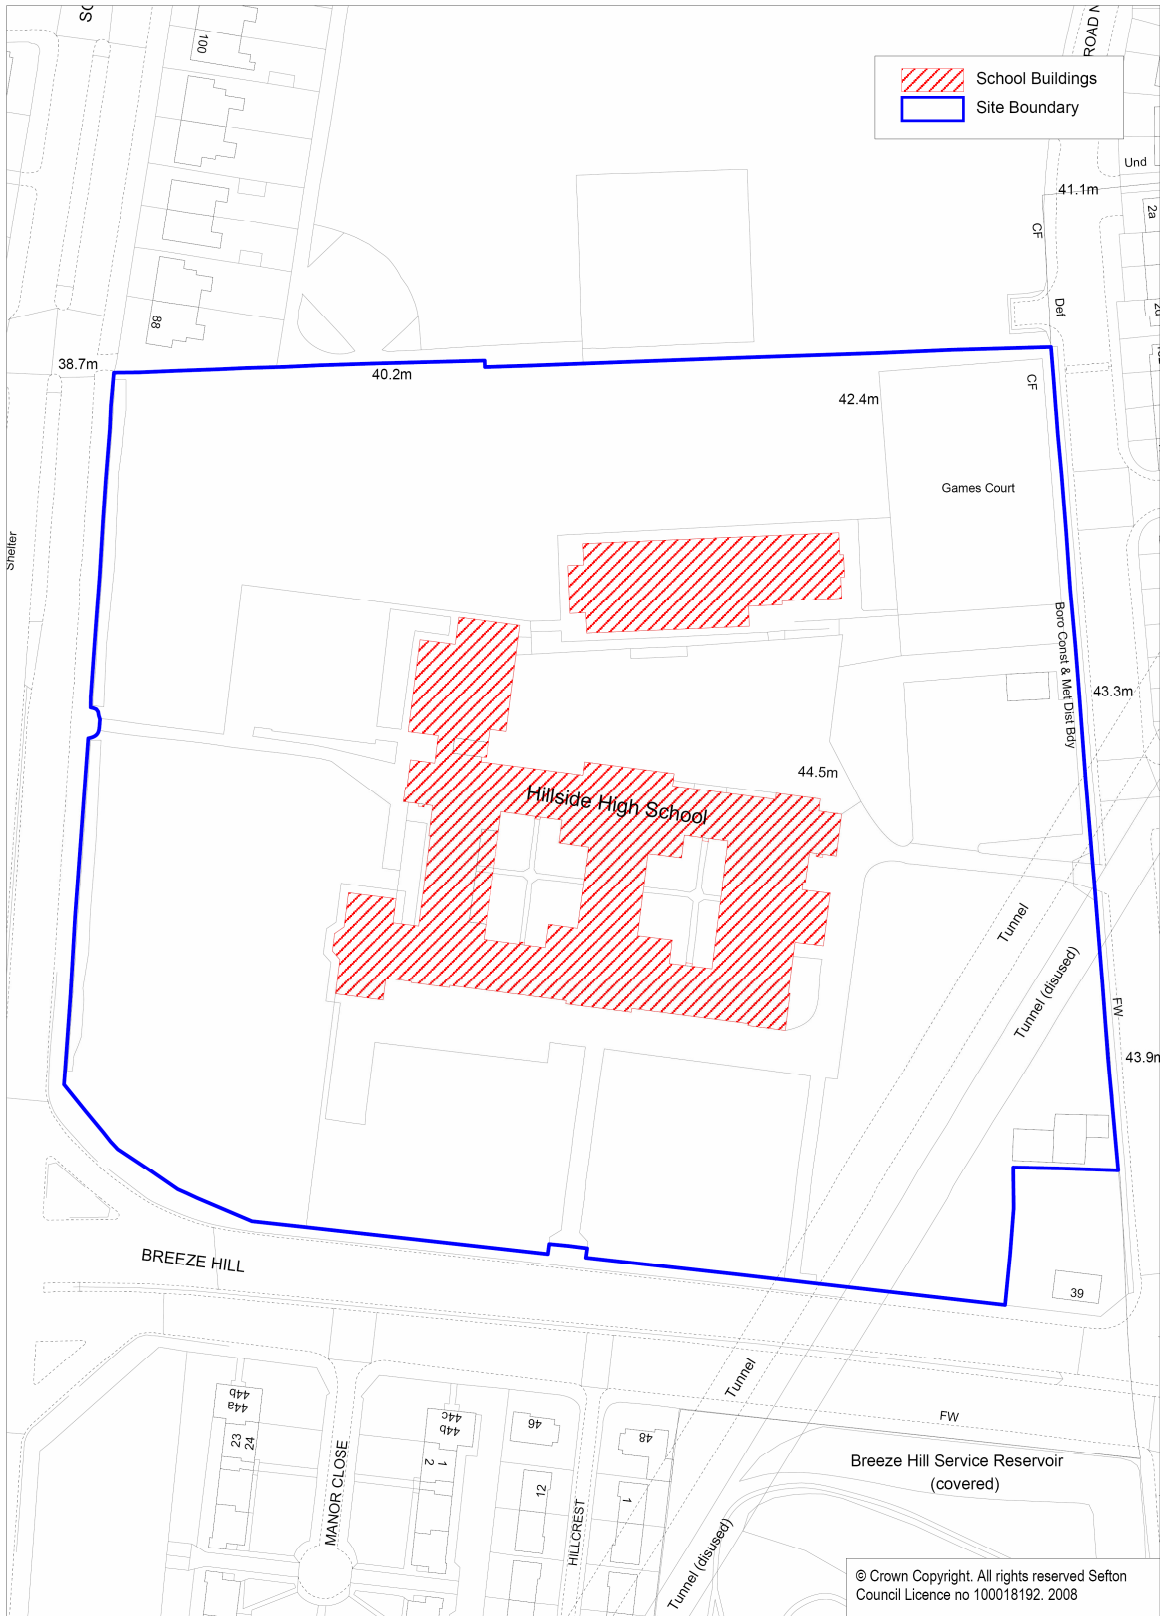 100
School Buildings
Site Boundary
Und
41.1m
2a
CF
Def
88
38.7m
40.2m
CF
42.4m
Games Court
Shelter
Boro Const & Met Dist Bdy
43.3m
44.5m
Hillside High School
Tunnel
Tunnel (disused)
FW
43.9m
BREEZE HILL
39
Tunnel
44b
44a
23
24
44c
44b
1
2
46
48
12
1
MANOR CLOSE
HILLCREST
FW
Breeze Hill Service Reservoir
(covered)
Tunnel (disused)
© Crown Copyright. All rights reserved Sefton
Council Licence no 100018192. 2008